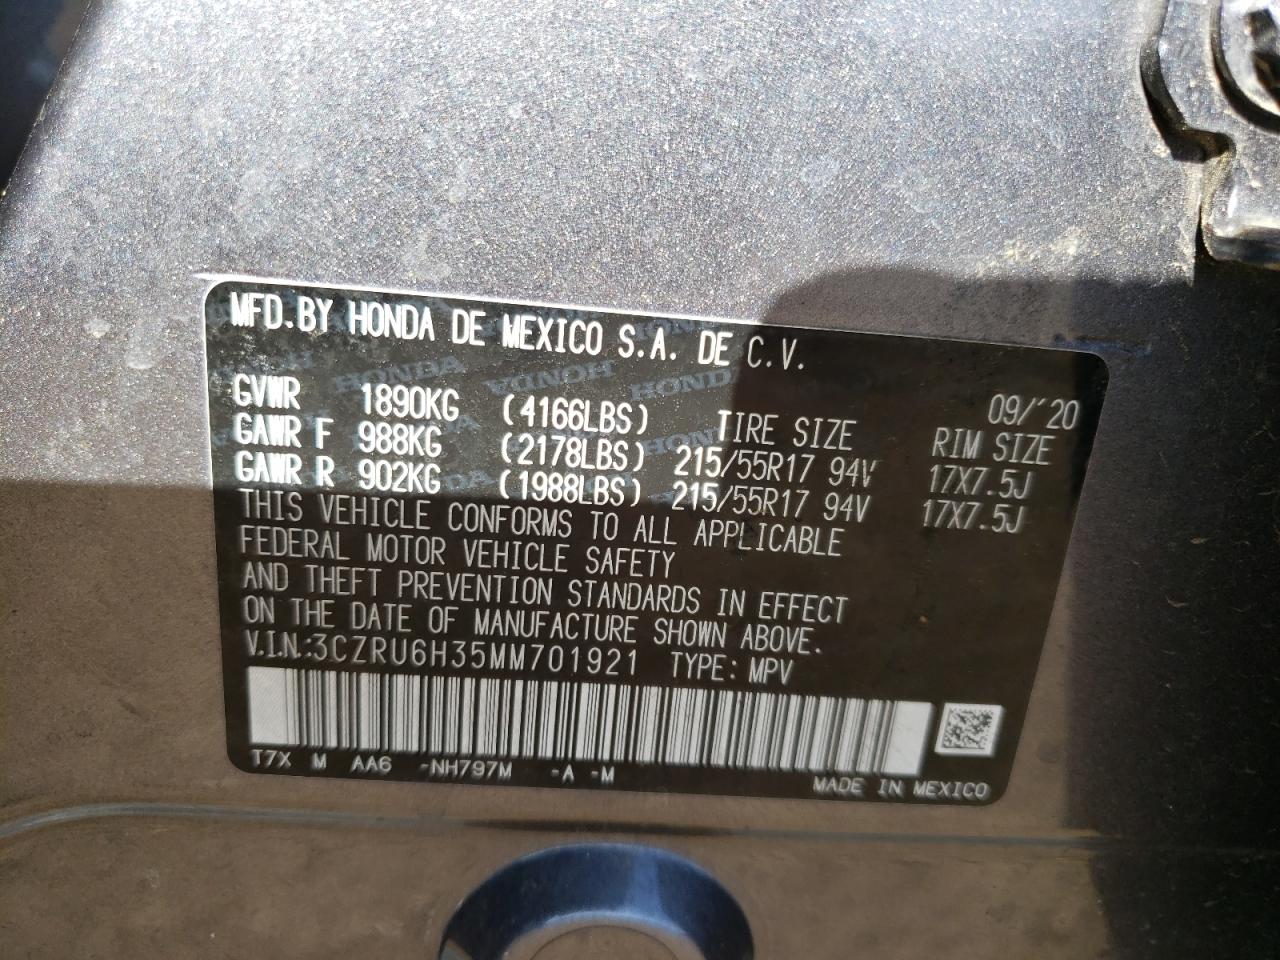 MFD.BY HONDA DE MEXICO S.A. DE C.V.
09/'20
GVWR 1890KG (4166LBS) TIRE SIZE RIM SIZE
GAWR F 988KG (2178LBS) 215/55R17 94V 17X7.5J
GAWR R 902KG (1988LBS) 215/55R17 94V 17X7.5J
THIS VEHICLE CONFORMS TO ALL APPLICABLE
FEDERAL MOTOR VEHICLE SAFETY
AND THEFT PREVENTION STANDARDS IN EFFECT
ON THE DATE OF MANUFACTURE SHOWN ABOVE.
V.I.N.:3CZRU6H35MM701921 TYPE: MPV
T7X M AA6 -NH797M -A -M
MADE IN MEXICO